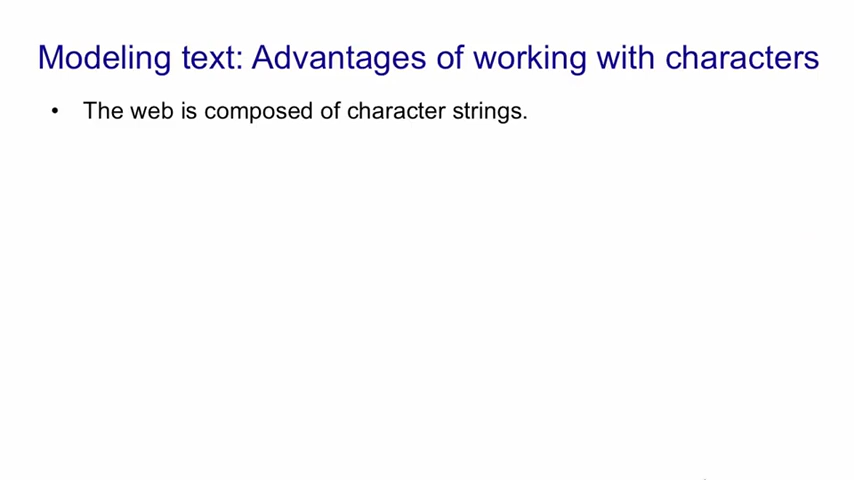 Modeling text: Advantages of working with characters
• The web is composed of character strings.